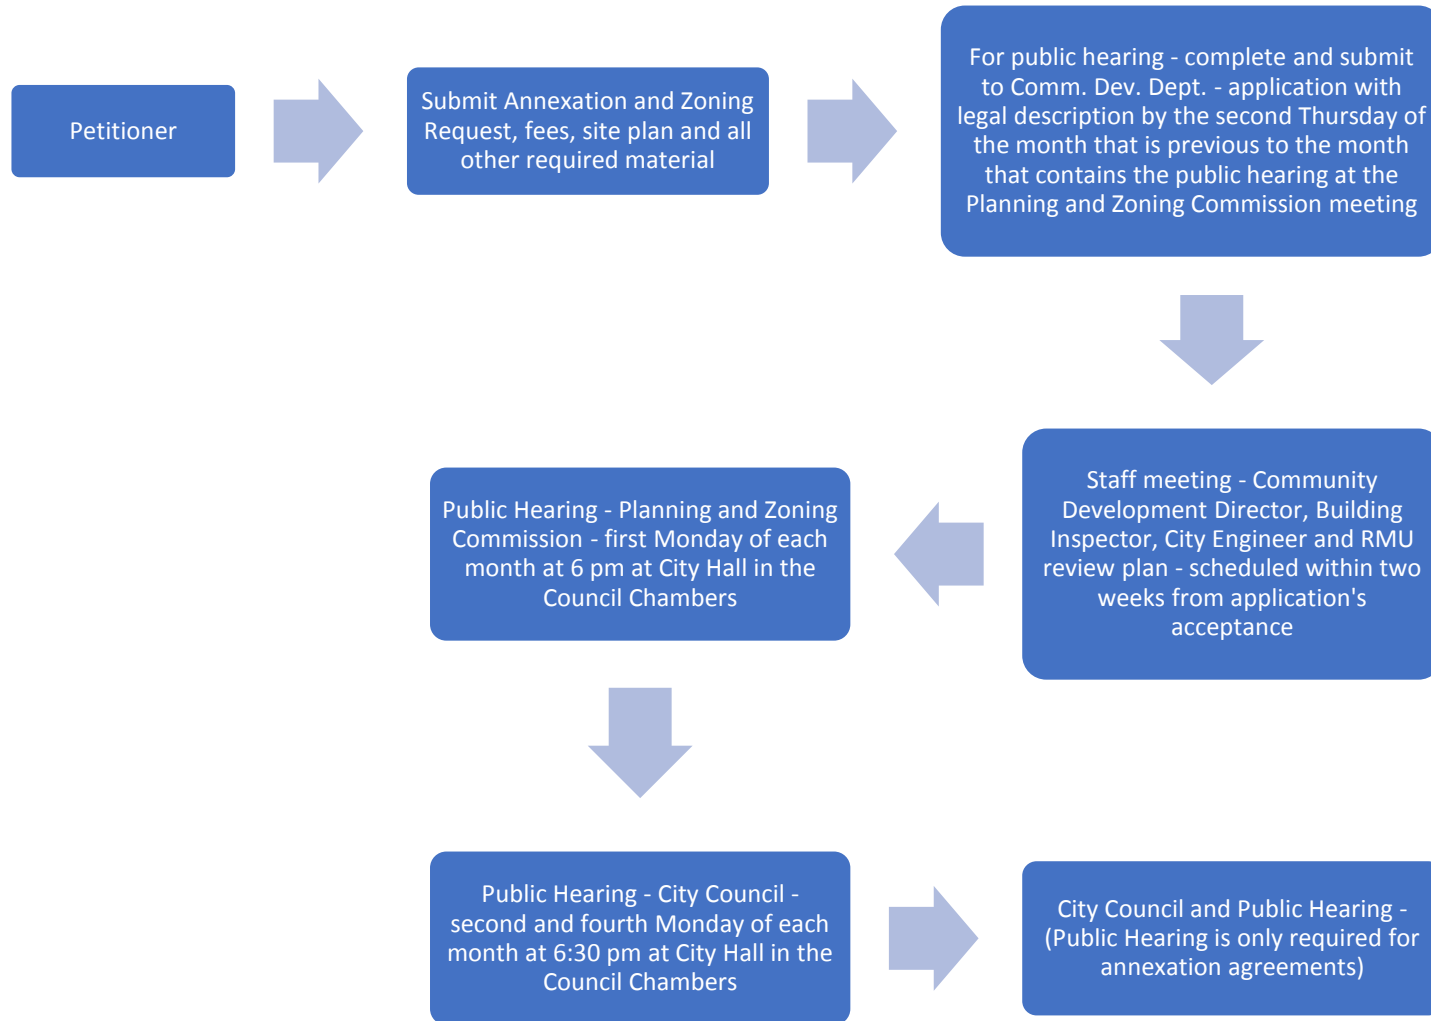 Petitioner
Submit Annexation and Zoning
Request, fees, site plan and all
other required material
For public hearing - complete and submit
to Comm. Dev. Dept. - application with
legal description by the second Thursday of
the month that is previous to the month
that contains the public hearing at the
Planning and Zoning Commission meeting
Staff meeting - Community
Development Director, Building
Inspector, City Engineer and RMU
review plan - scheduled within two
weeks from application's
acceptance
Public Hearing - Planning and Zoning
Commission - first Monday of each
month at 6 pm at City Hall in the
Council Chambers
Public Hearing - City Council -
second and fourth Monday of each
month at 6:30 pm at City Hall in the
Council Chambers
City Council and Public Hearing -
(Public Hearing is only required for
annexation agreements)